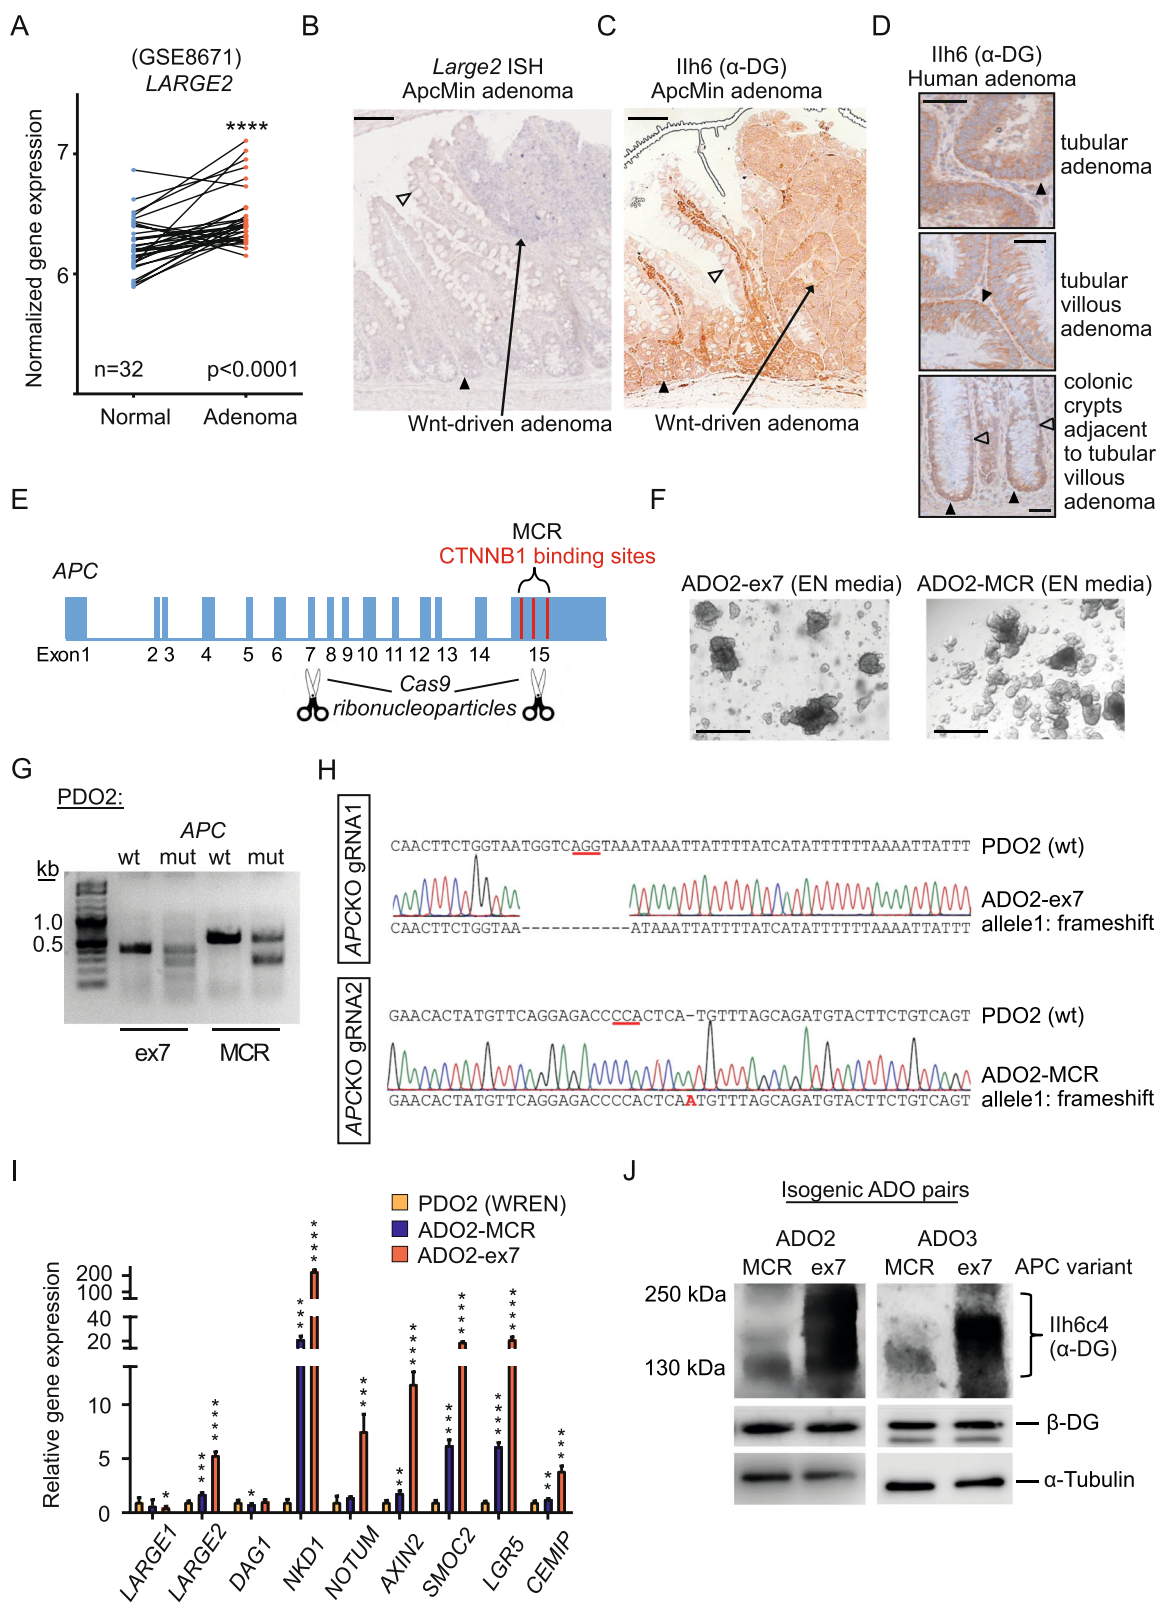 A
(GSE8671)
LARGE2
Normalized gene expression
7
6
****
n=32
p<0.0001
Normal
Adenoma
B
Large2 ISH
ApcMin adenoma
Wnt-driven adenoma
C
IIh6 (α-DG)
ApcMin adenoma
Wnt-driven adenoma
D
IIh6 (α-DG)
Human adenoma
tubular
adenoma
tubular
villous
adenoma
colonic
crypts
adjacent
to tubular
villous
adenoma
E
MCR
CTNNB1 binding sites
APC
Exon1 2 3 4 5 6 7 8 9 10 11 12 13 14 15
Cas9
ribonucleoparticles
F
ADO2-ex7 (EN media)
ADO2-MCR (EN media)
G
PDO2:
APC
kb wt mut wt mut
1.0
0.5
ex7 MCR
H
APCKO gRNA1
CAACTTCTGGTAATGGTCAGGTAAATAAATTATTTTATCATATTTTTTAAAATTATTT
PDO2 (wt)
ADO2-ex7
allele1: frameshift
CAACTTCTGGTAA-----------ATAAATTATTTTATCATATTTTTTAAAATTATTT
APCKO gRNA2
GAACACTATGTTCAGGAGACCCCACTCA-TGTTTAGCAGATGTACTTCTGTCAGT
PDO2 (wt)
ADO2-MCR
allele1: frameshift
GAACACTATGTTCAGGAGACCCCACTCAATGTTTAGCAGATGTACTTCTGTCAGT
I
PDO2 (WREN)
ADO2-MCR
ADO2-ex7
Relative gene expression
200
100
40
20
10
5
0
* *** **** * *** **** *** ** **** *** **** **** **** ** ***
LARGE1 LARGE2 DAG1 NKD1 NOTUM AXIN2 SMOC2 LGR5 CEMIP
J
Isogenic ADO pairs
ADO2 ADO3
MCR ex7 MCR ex7 APC variant
250 kDa
130 kDa
IIh6c4
(α-DG)
β-DG
α-Tubulin